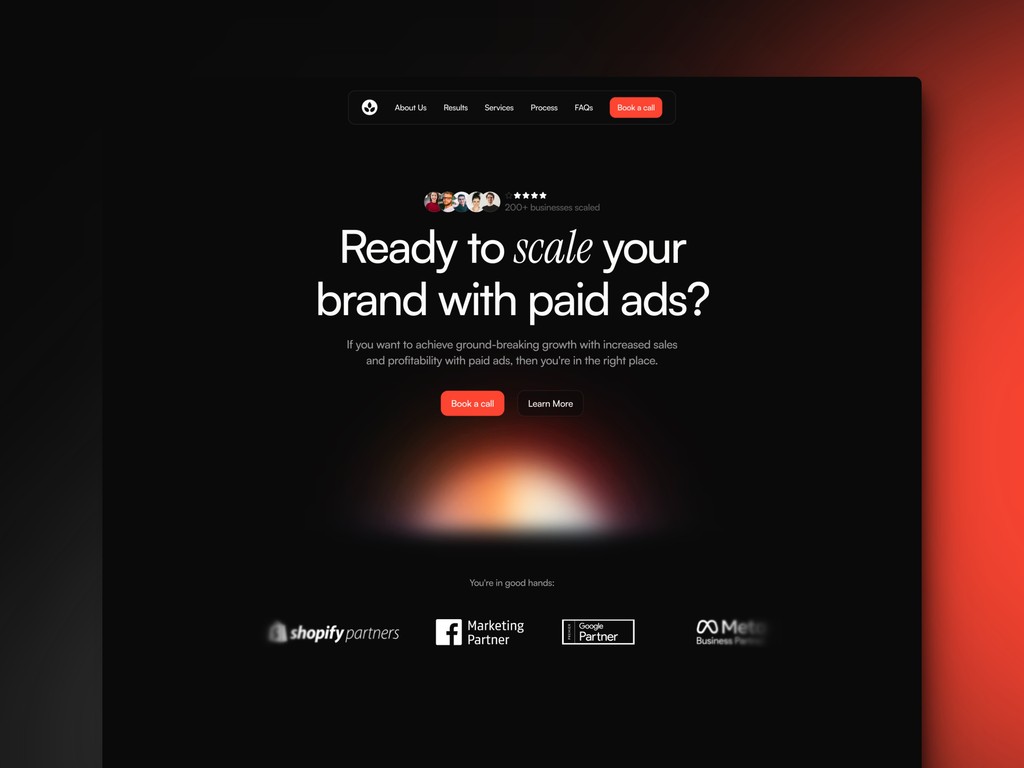 About Us Results Services Process FAQs Book a call
200+ businesses scaled
Ready to scale your
brand with paid ads?
If you want to achieve ground-breaking growth with increased sales
and profitability with paid ads, then you're in the right place.
Book a call Learn More
You're in good hands:
shopify partners
Marketing
Partner
Google
Partner
Meta
Business Partner